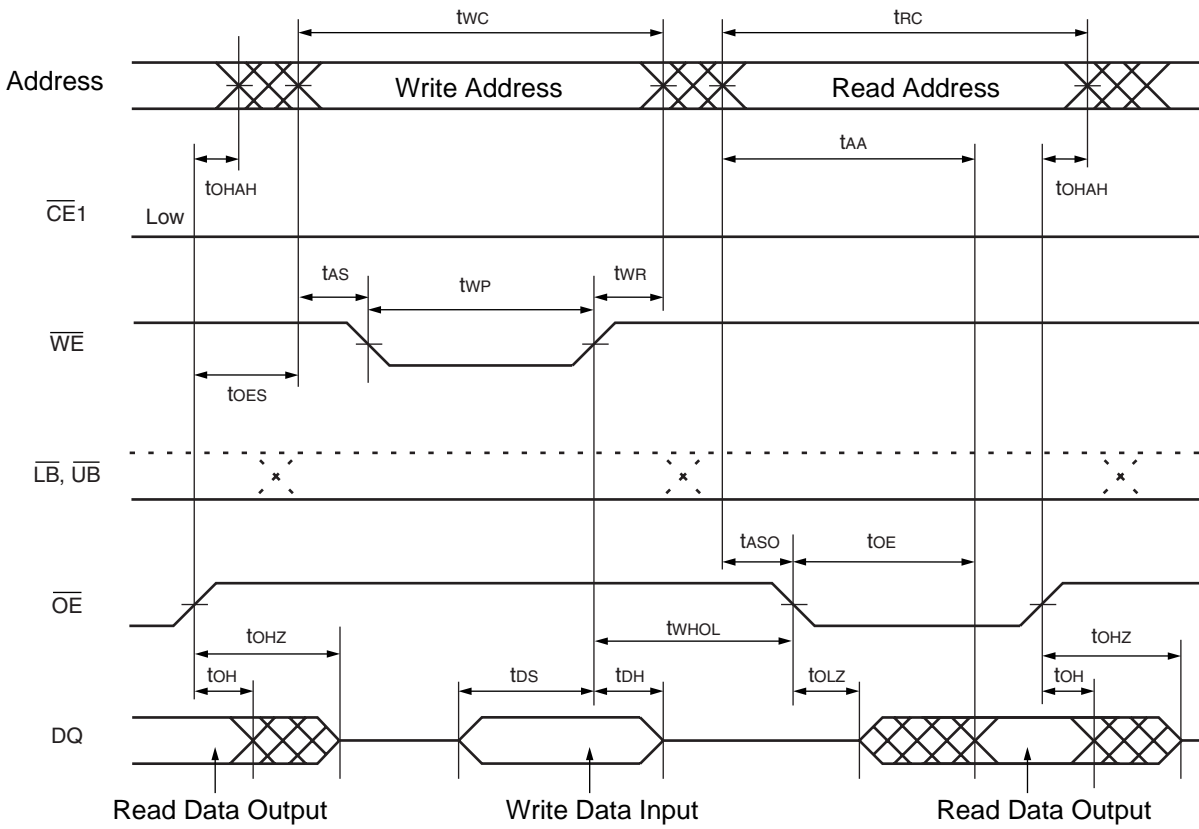 tWC tRC
Address Write Address Read Address
tOHAH tAA tOHAH
CE1 Low
tAS tWP tWR
WE
tOES
LB, UB
tASO tOE
OE
tOHZ tWHOL tOHZ
tOH tDS tDH tOLZ tOH
DQ
Read Data Output Write Data Input Read Data Output